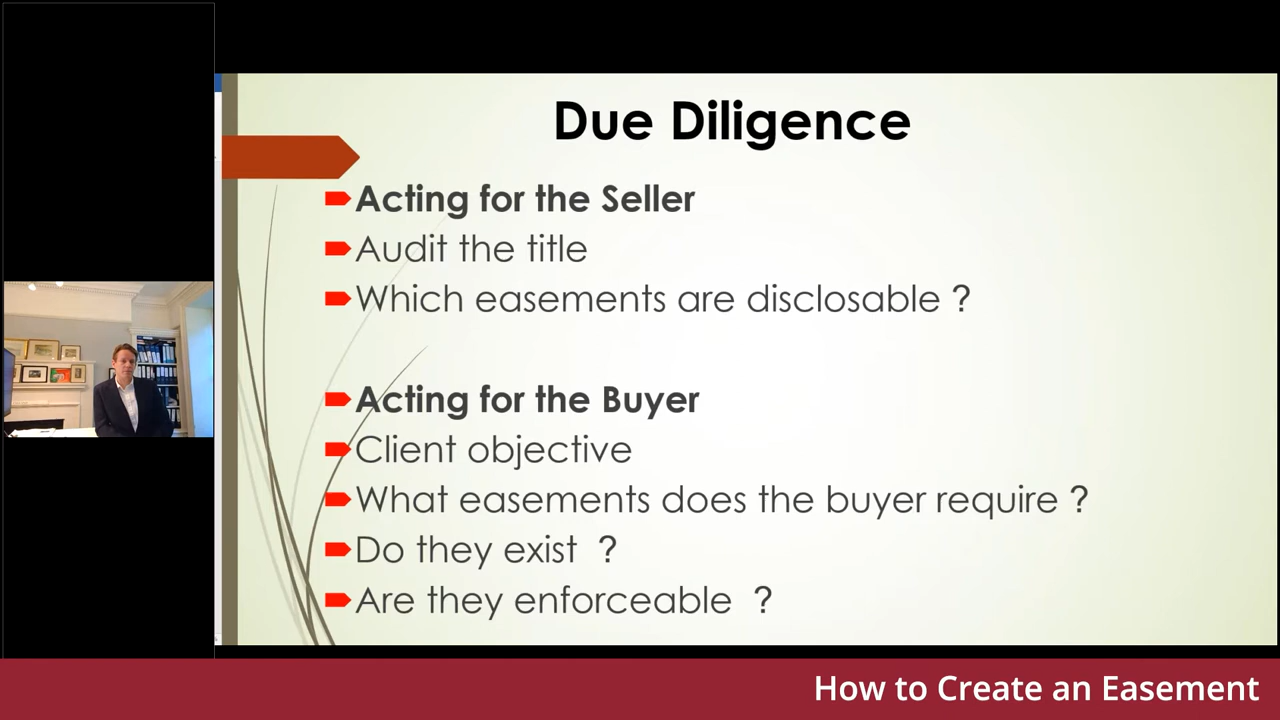 Due Diligence
Acting for the Seller
Audit the title
Which easements are disclosable ?
Acting for the Buyer
Client objective
What easements does the buyer require ?
Do they exist ?
Are they enforceable ?
How to Create an Easement